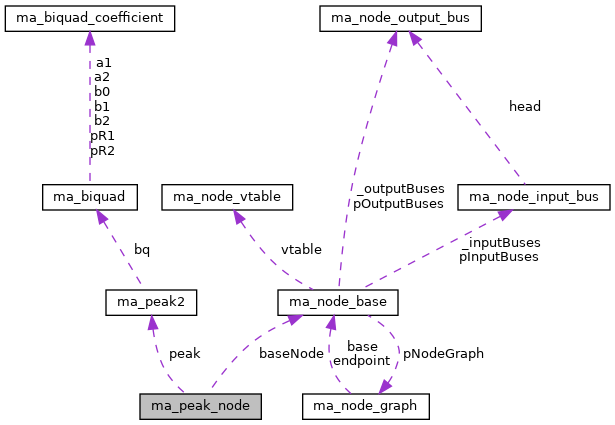 ma_biquad_coefficient
ma_node_output_bus
a1
a2
b0
b1
b2
pR1
pR2
head
_outputBuses
pOutputBuses
ma_biquad
ma_node_vtable
ma_node_input_bus
bq
vtable
_inputBuses
pInputBuses
ma_peak2
ma_node_base
peak
baseNode
base
endpoint
pNodeGraph
ma_peak_node
ma_node_graph